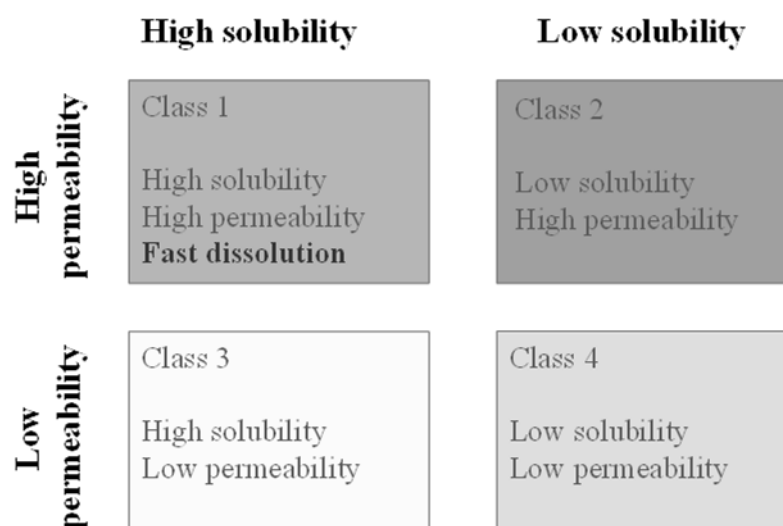 High solubility
Low solubility
High
permeability
Class 1
High solubility
High permeability
Fast dissolution
Class 2
Low solubility
High permeability
Low
permeability
Class 3
High solubility
Low permeability
Class 4
Low solubility
Low permeability